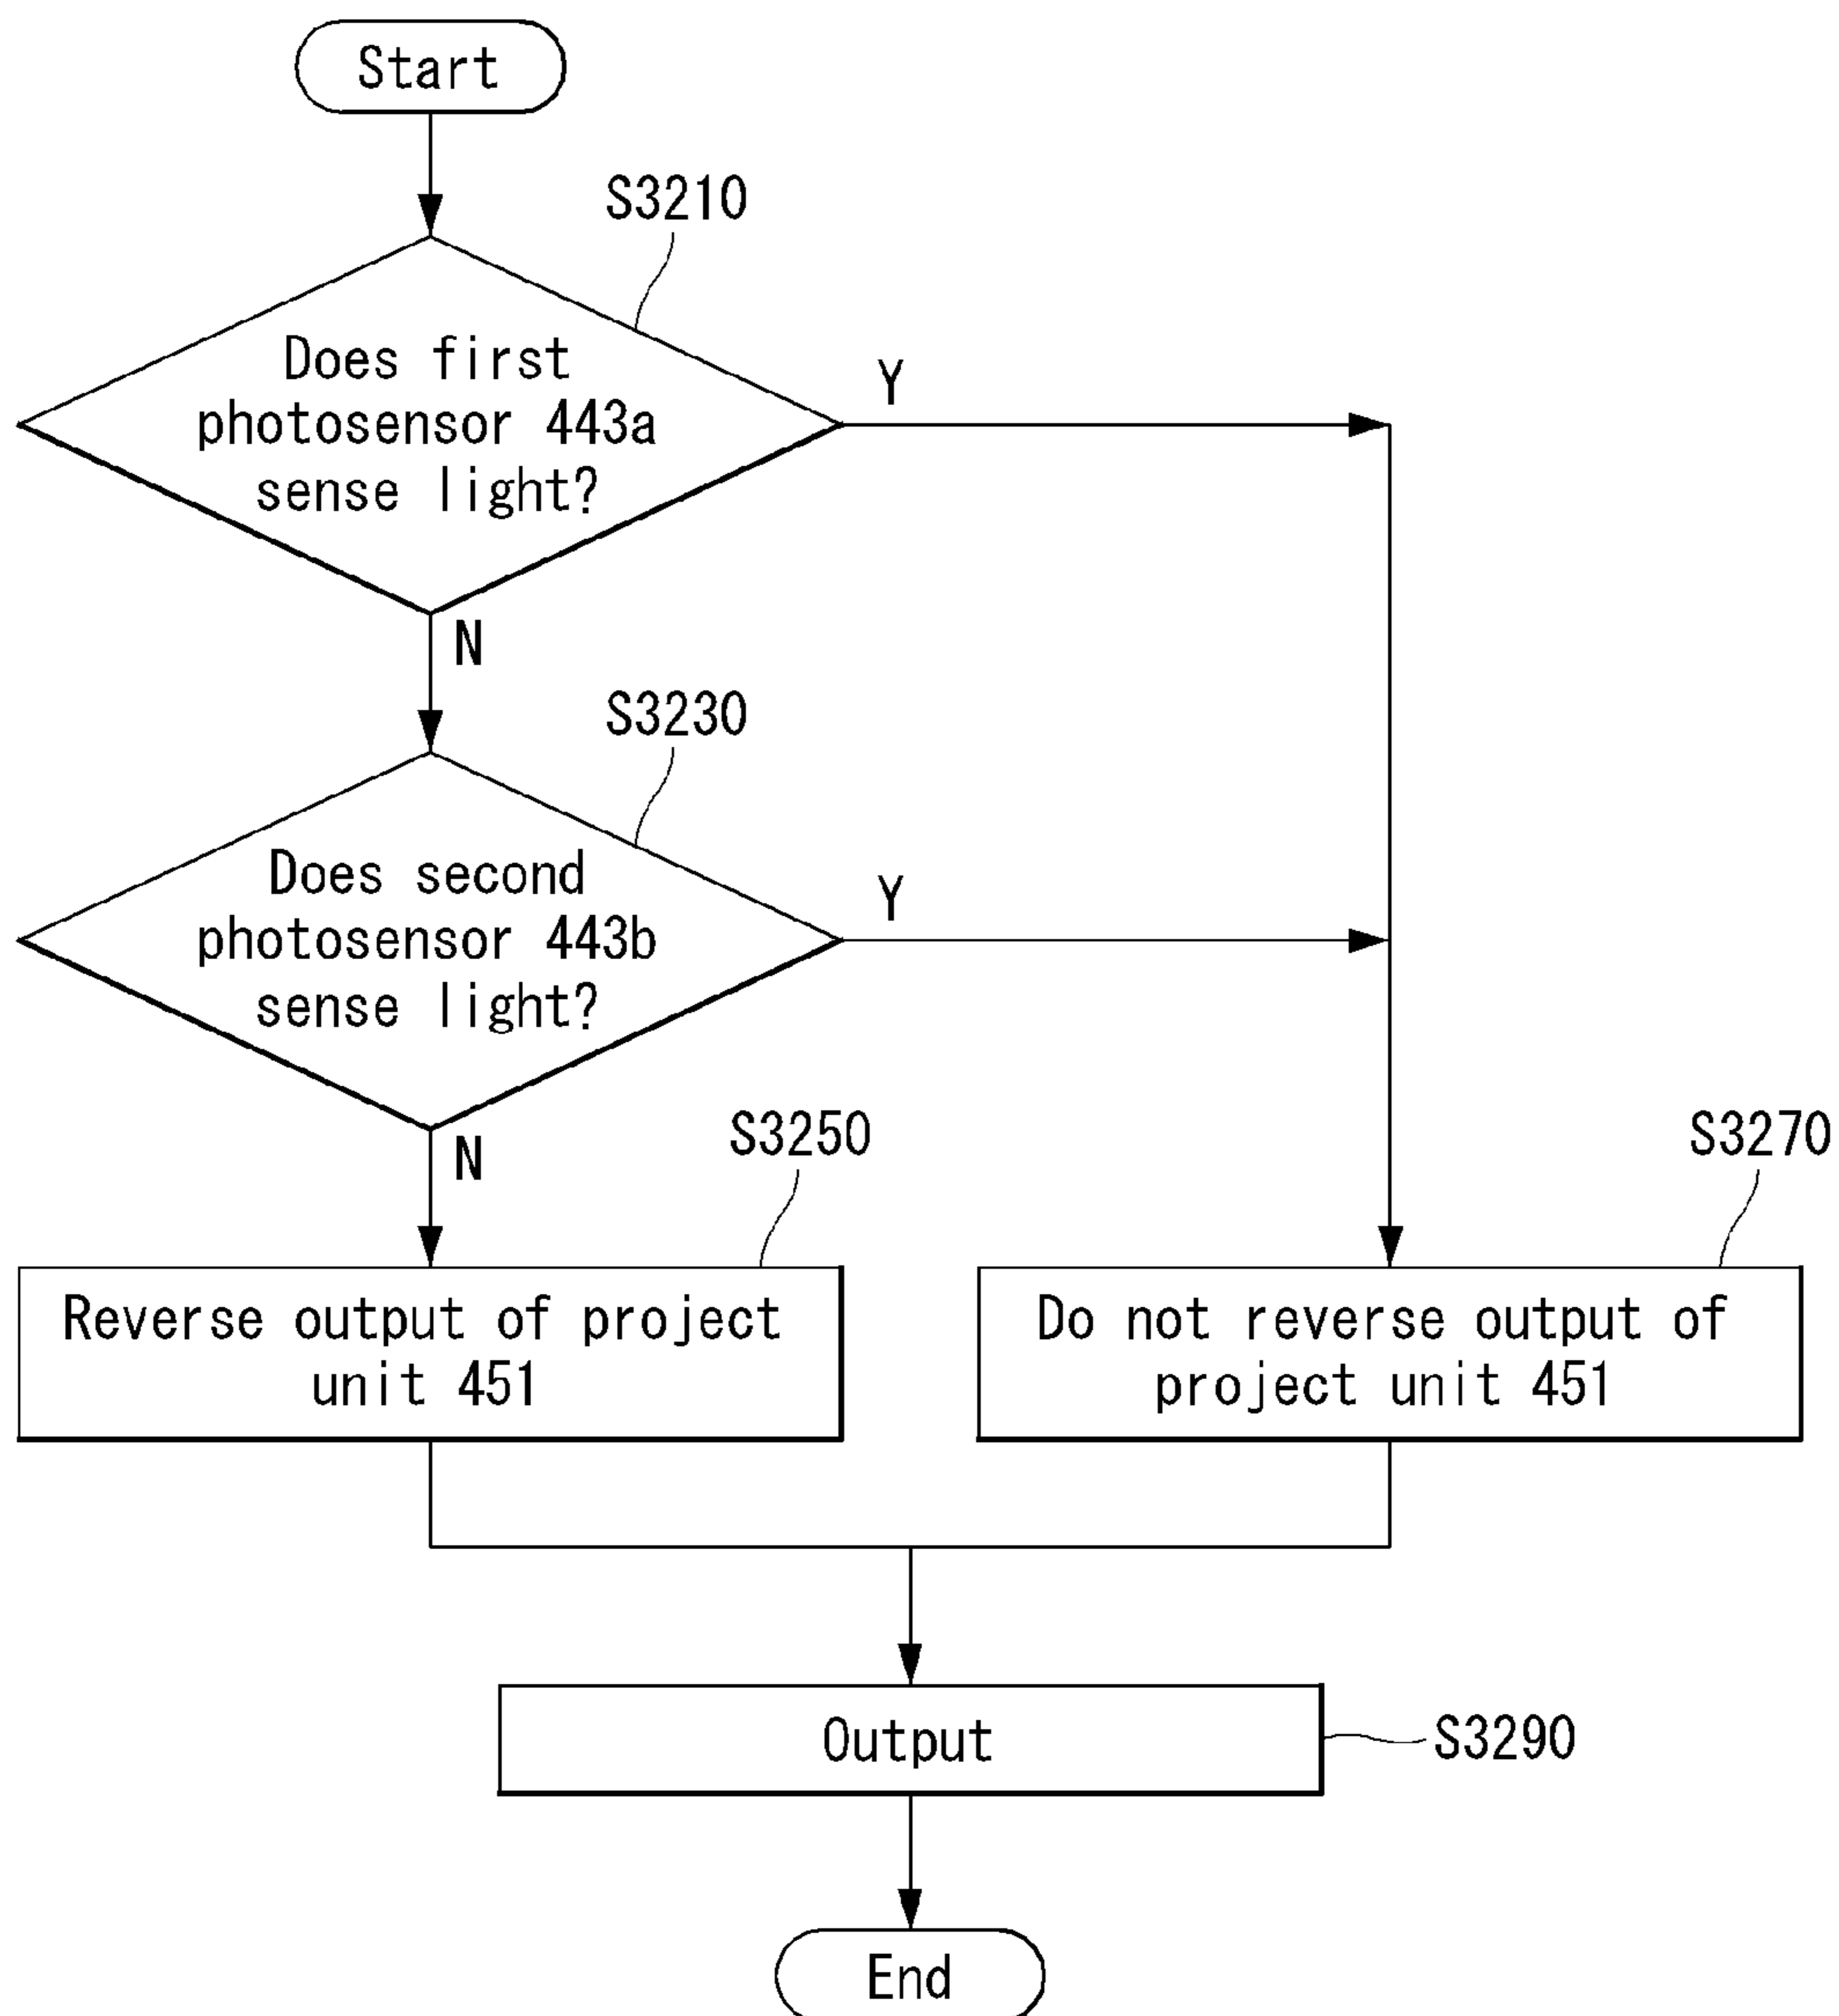 Start
S3210
Does first
photosensor 443a
sense light?
Y
N
S3230
Does second
photosensor 443b
sense light?
Y
N
S3250
S3270
Reverse output of project
unit 451
Do not reverse output of
project unit 451
Output
S3290
End